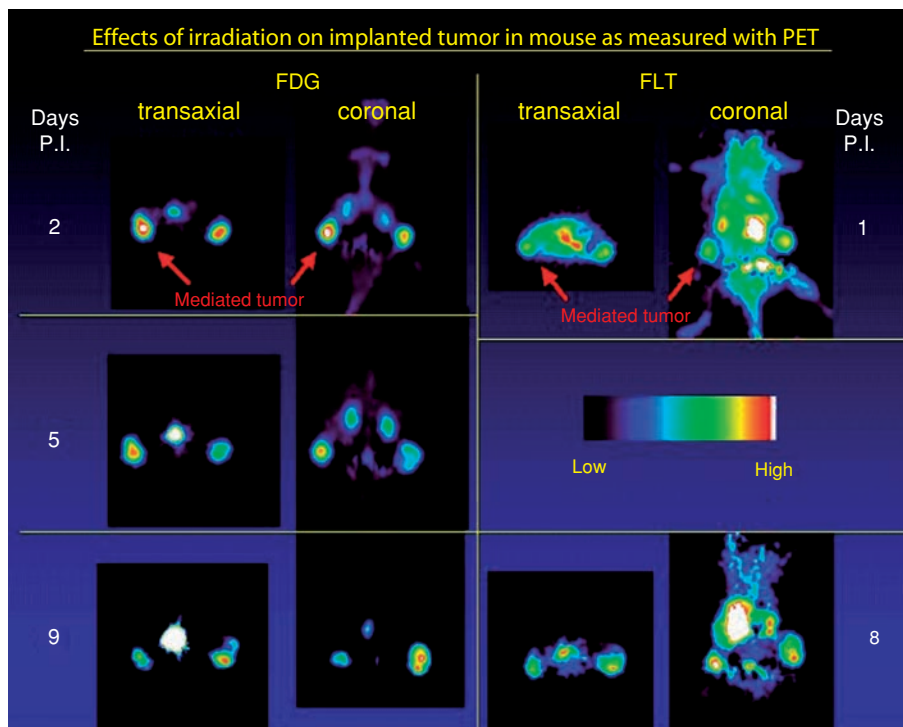 Effects of irradiation on implanted tumor in mouse as measured with PET
FDG
FLT
Days
P.I.
transaxial
coronal
transaxial
coronal
Days
P.I.
2
1
Mediated tumor
Mediated tumor
5
Low
High
9
8